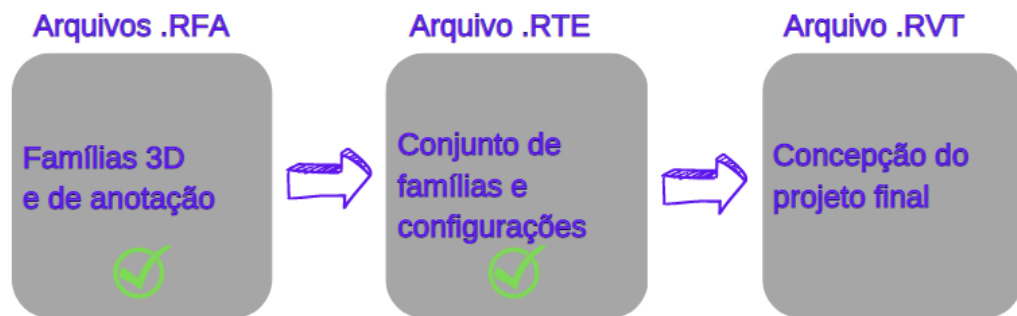 Arquivos .RFA
Arquivo .RTE
Arquivo .RVT
Famílias 3D
e de anotação
Conjunto de
famílias e
configurações
Concepção do
projeto final